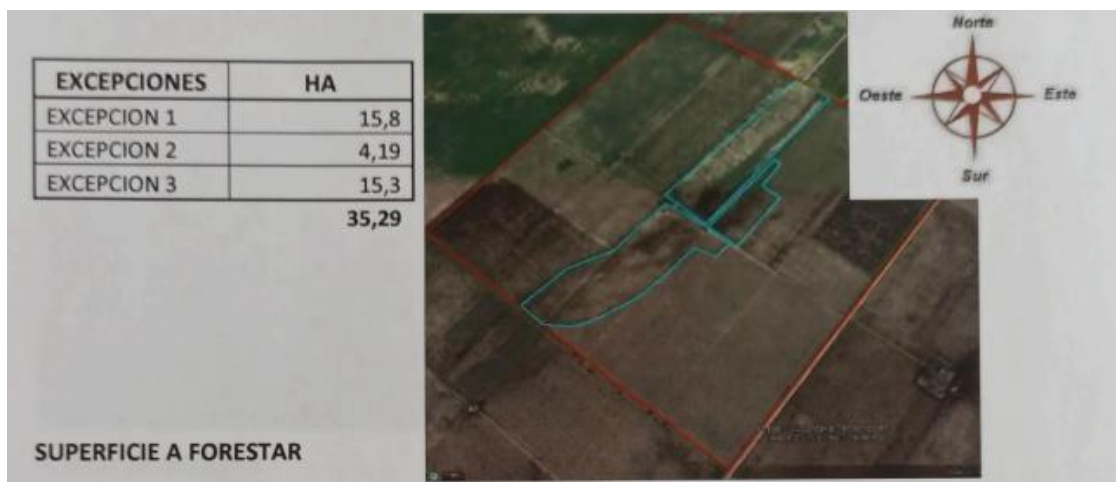 EXCEPCIONES HA
EXCEPCION 1 15,8
EXCEPCION 2 4,19
EXCEPCION 3 15,3
35,29
Norte
Oeste Este
Sur
SUPERFICIE A FORESTAR